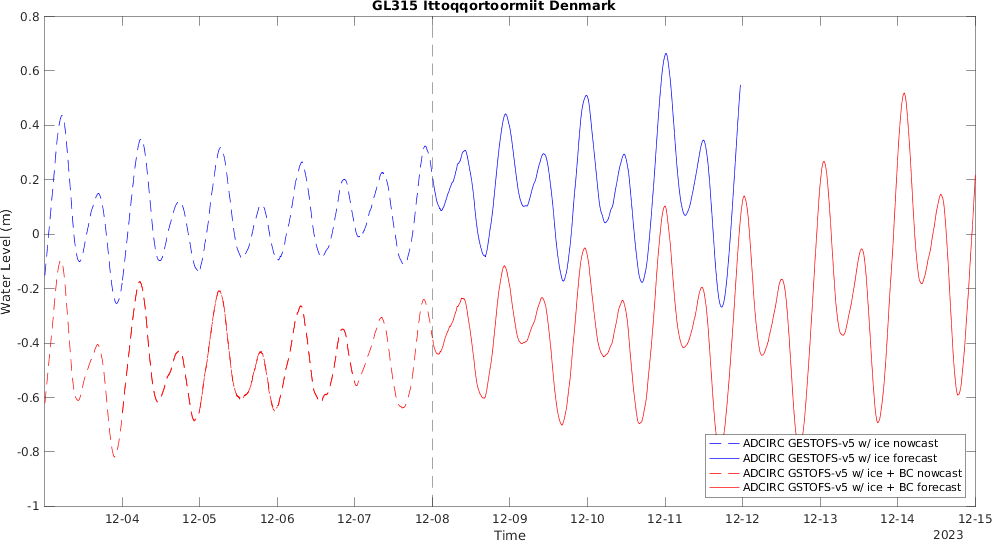 GL315 Ittoqqortoormiit Denmark
0.8
0.6
0.4
0.2
0
-0.2
-0.4
-0.6
-0.8
-1
Water Level (m)
12-04 12-05 12-06 12-07 12-08 12-09 12-10 12-11 12-12 12-13 12-14 12-15
Time
2023
ADCIRC GESTOFS-v5 w/ ice nowcast
ADCIRC GESTOFS-v5 w/ ice forecast
ADCIRC GSTOFS-v5 w/ ice + BC nowcast
ADCIRC GSTOFS-v5 w/ ice + BC forecast